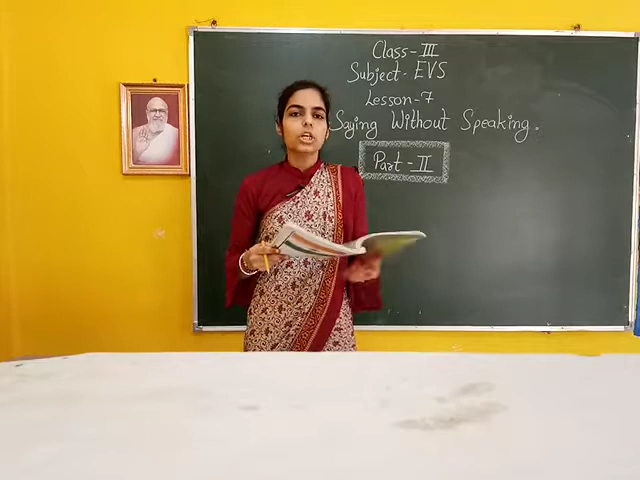 Class - III
Subject - EVS
Lesson - 7
Saying Without Speaking.
Part - II